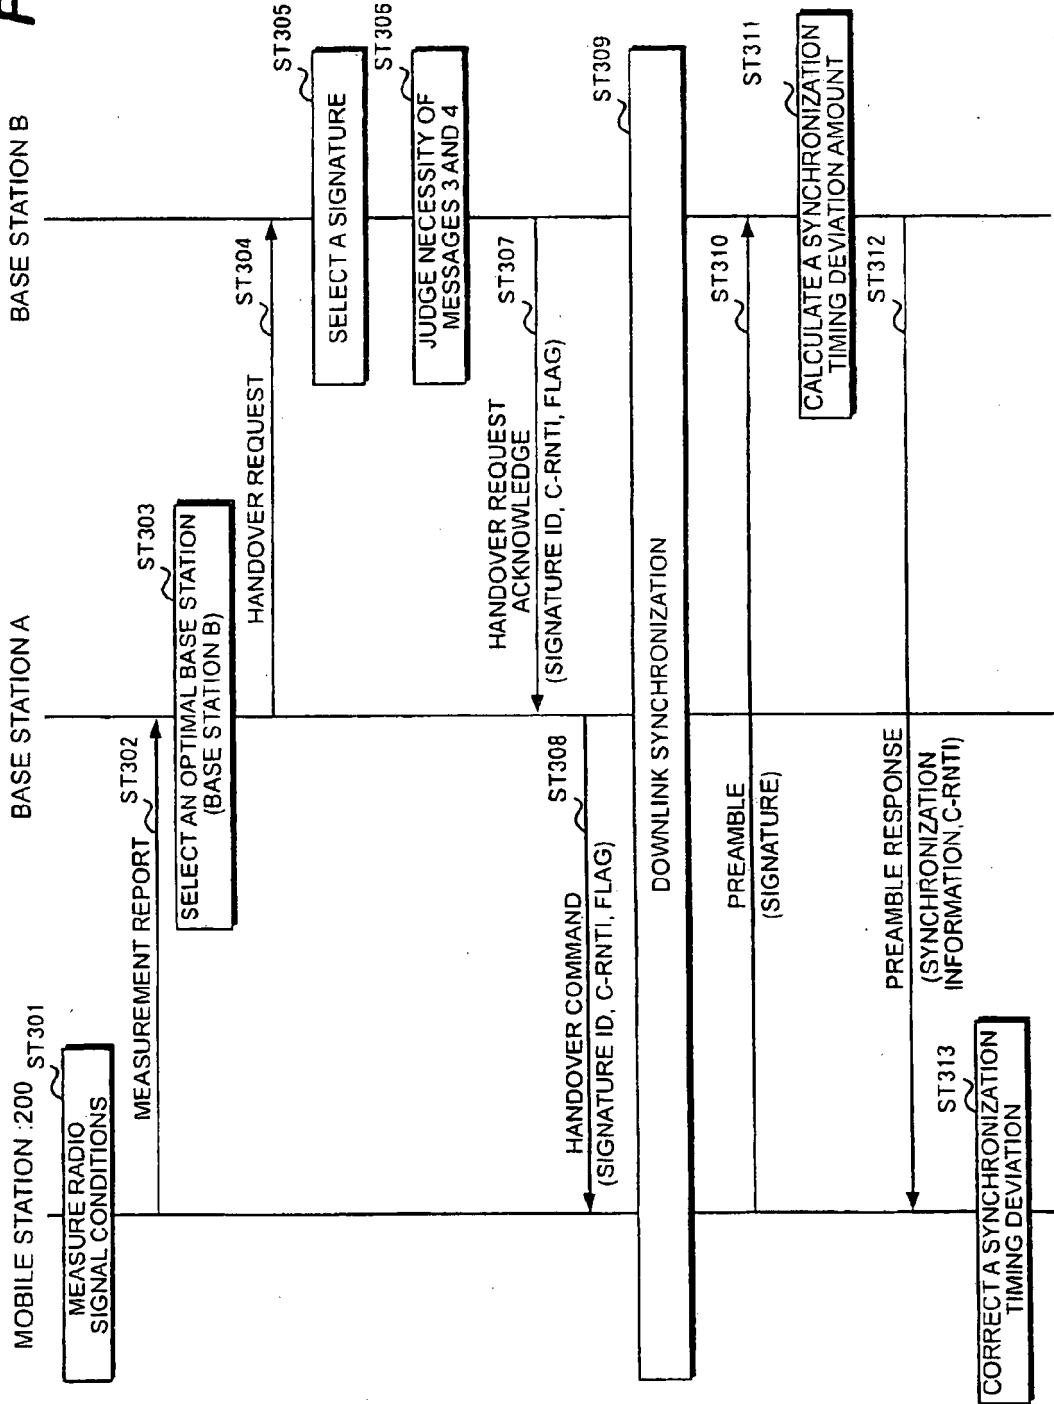 F
MOBILE STATION :200
BASE STATION A
BASE STATION B
ST301
MEASURE RADIO
SIGNAL CONDITIONS
MEASUREMENT REPORT
ST302
ST303
SELECT AN OPTIMAL BASE STATION
(BASE STATION B)
HANDOVER REQUEST
ST304
ST305
SELECT A SIGNATURE
ST306
JUDGE NECESSITY OF
MESSAGES 3 AND 4
ST307
HANDOVER REQUEST
ACKNOWLEDGE
(SIGNATURE ID, C-RNTI, FLAG)
ST308
HANDOVER COMMAND
(SIGNATURE ID, C-RNTI, FLAG)
ST309
DOWNLINK SYNCHRONIZATION
ST310
PREAMBLE
(SIGNATURE)
ST311
CALCULATE A SYNCHRONIZATION
TIMING DEVIATION AMOUNT
ST312
PREAMBLE RESPONSE
(SYNCHRONIZATION
INFORMATION,C-RNTI)
ST313
CORRECT A SYNCHRONIZATION
TIMING DEVIATION